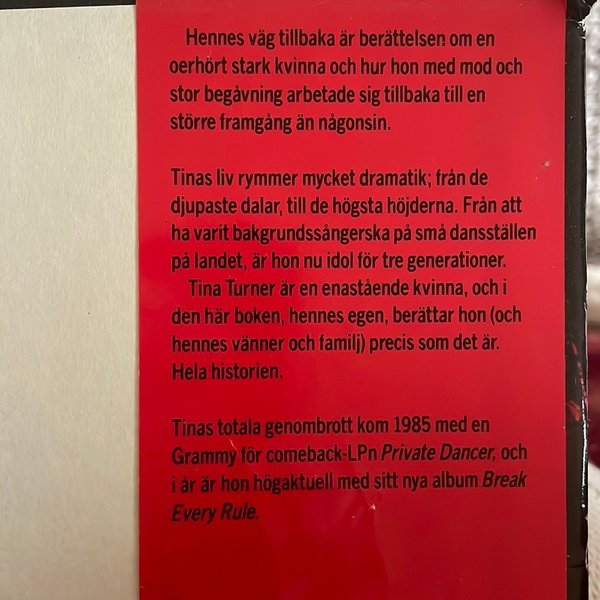 Hennes väg tillbaka är berättelsen om en
oerhört stark kvinna och hur hon med mod och
stor begåvning arbetade sig tillbaka till en
större framgång än någonsin.
Tinas liv rymmer mycket dramatik; från de
djupaste dalar, till de högsta höjderna. Från att
ha varit bakgrundssångerska på små dansställen
på landet, är hon nu idol för tre generationer.
Tina Turner är en enastående kvinna, och i
den här boken, hennes egen, berättar hon (och
hennes vänner och familj) precis som det är.
Hela historien.
Tinas totala genombrott kom 1985 med en
Grammy för comeback-LPn Private Dancer, och
i år är hon högaktuell med sitt nya album Break
Every Rule.